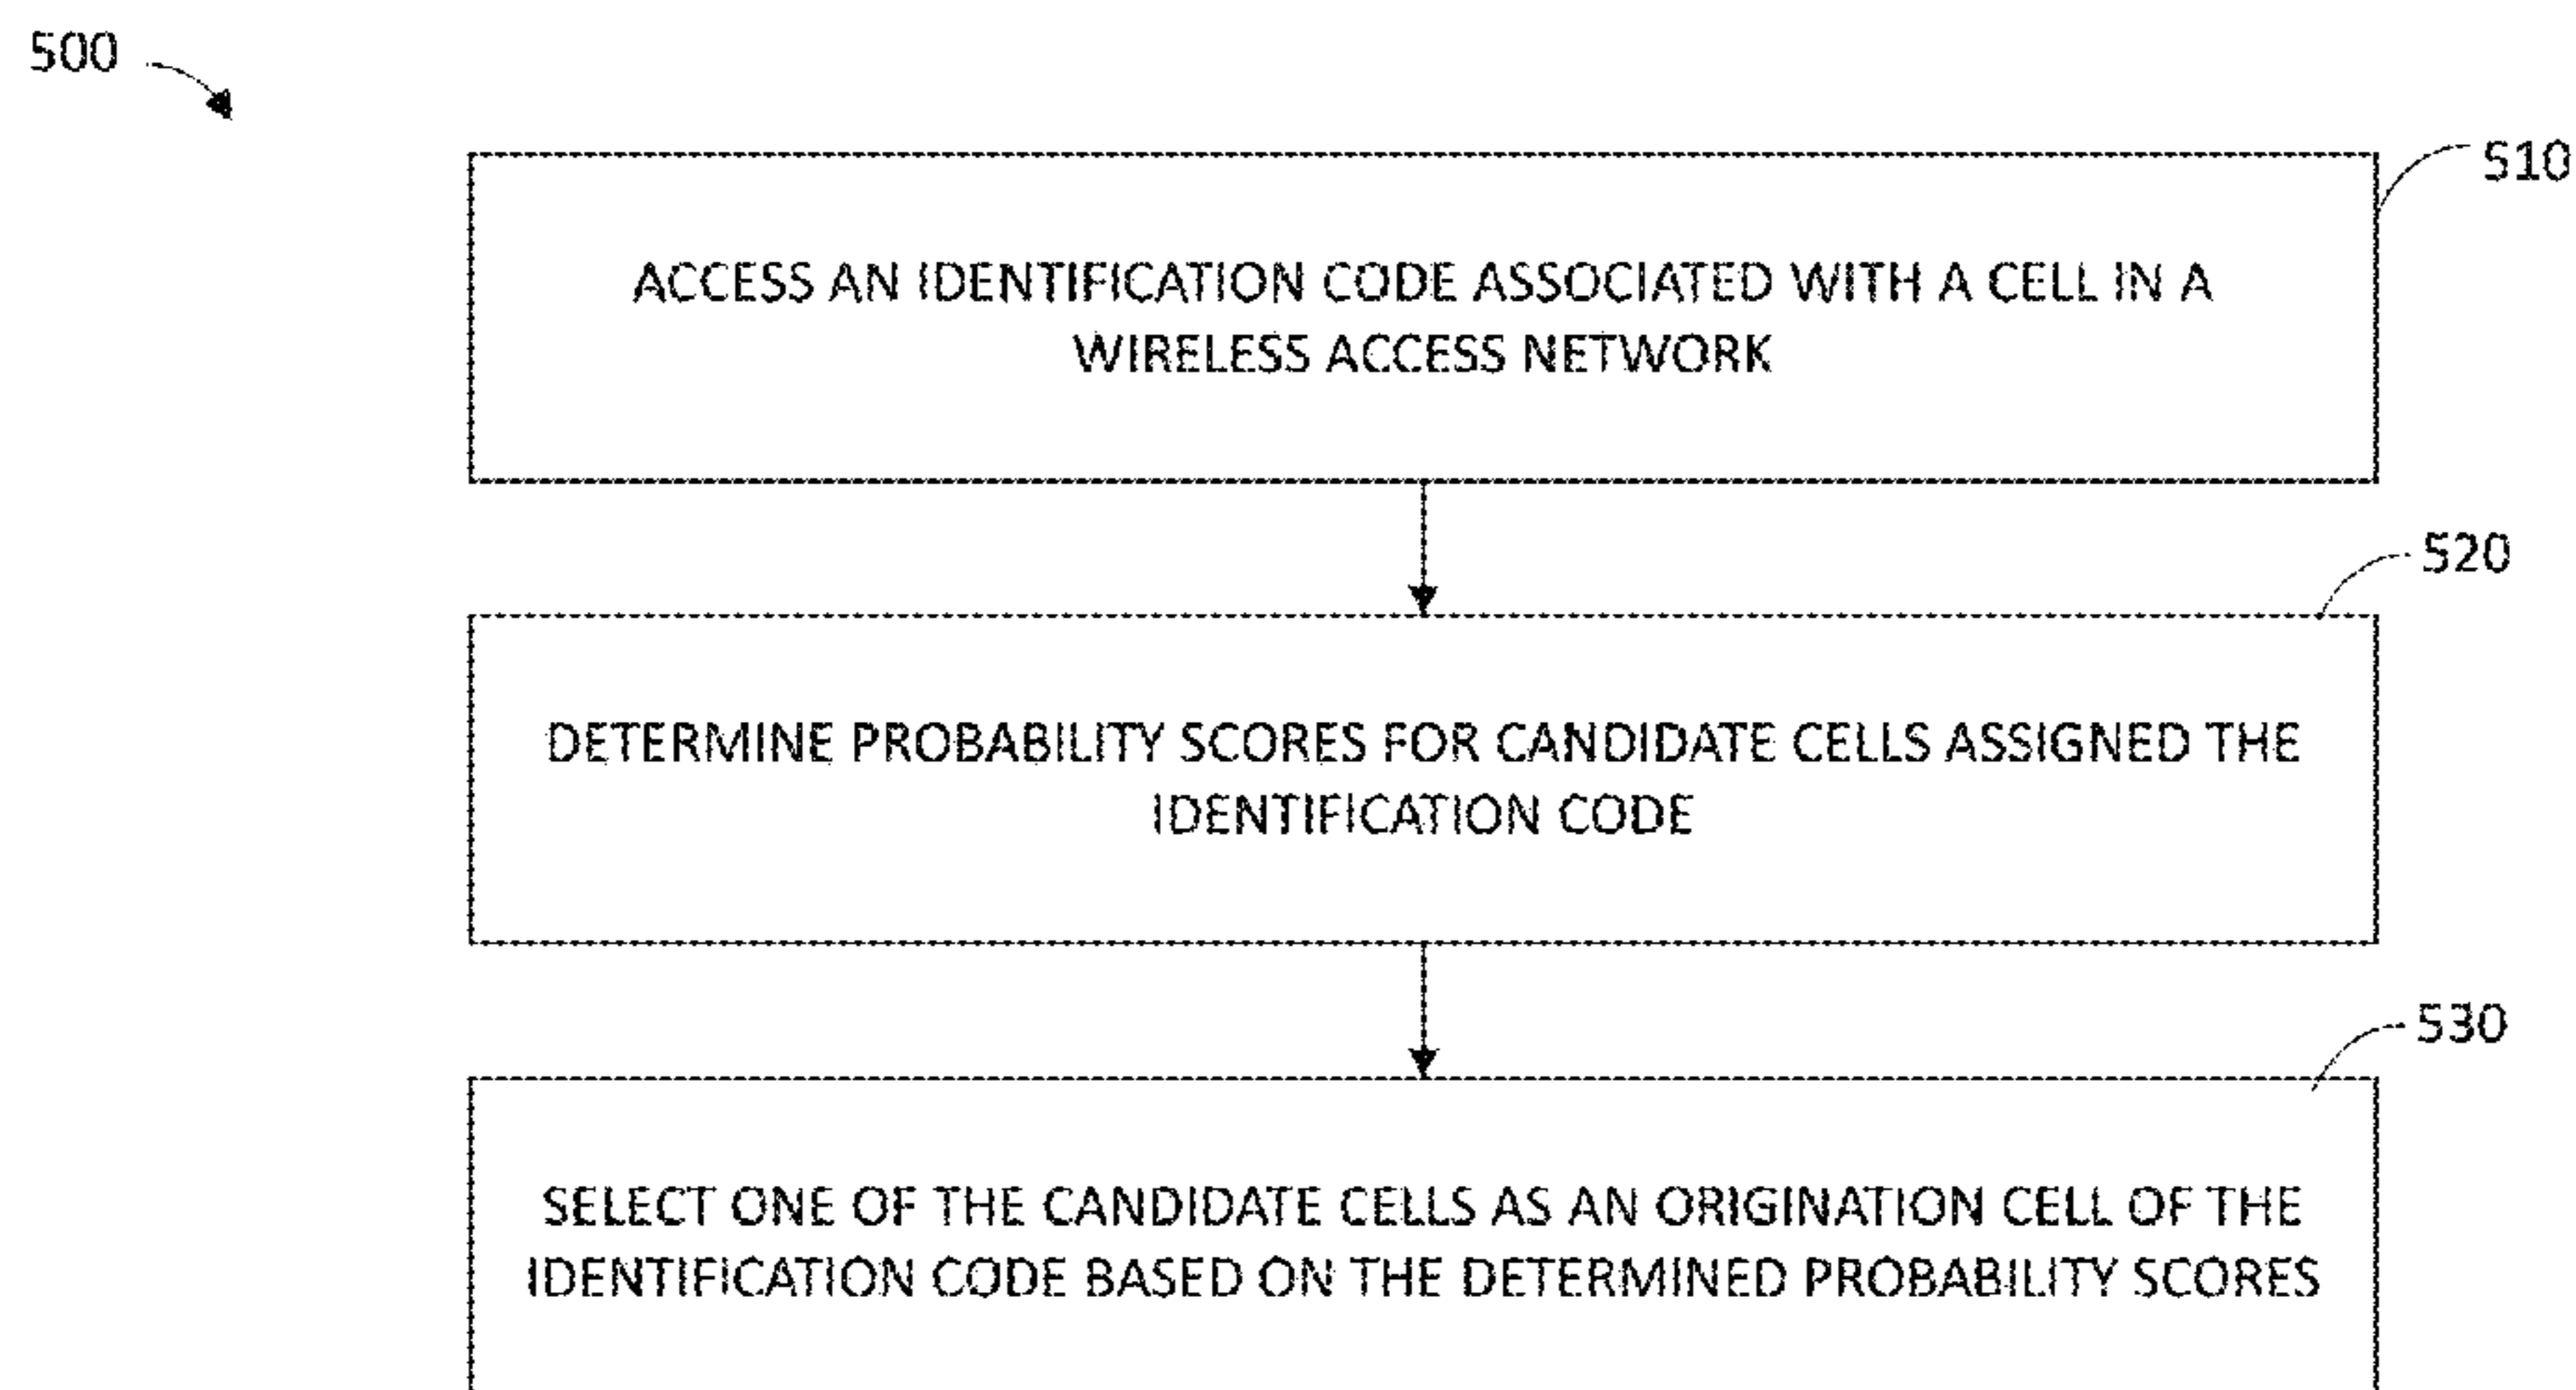 500
510
ACCESS AN IDENTIFICATION CODE ASSOCIATED WITH A CELL IN A
WIRELESS ACCESS NETWORK
520
DETERMINE PROBABILITY SCORES FOR CANDIDATE CELLS ASSIGNED THE
IDENTIFICATION CODE
530
SELECT ONE OF THE CANDIDATE CELLS AS AN ORIGINATION CELL OF THE
IDENTIFICATION CODE BASED ON THE DETERMINED PROBABILITY SCORES